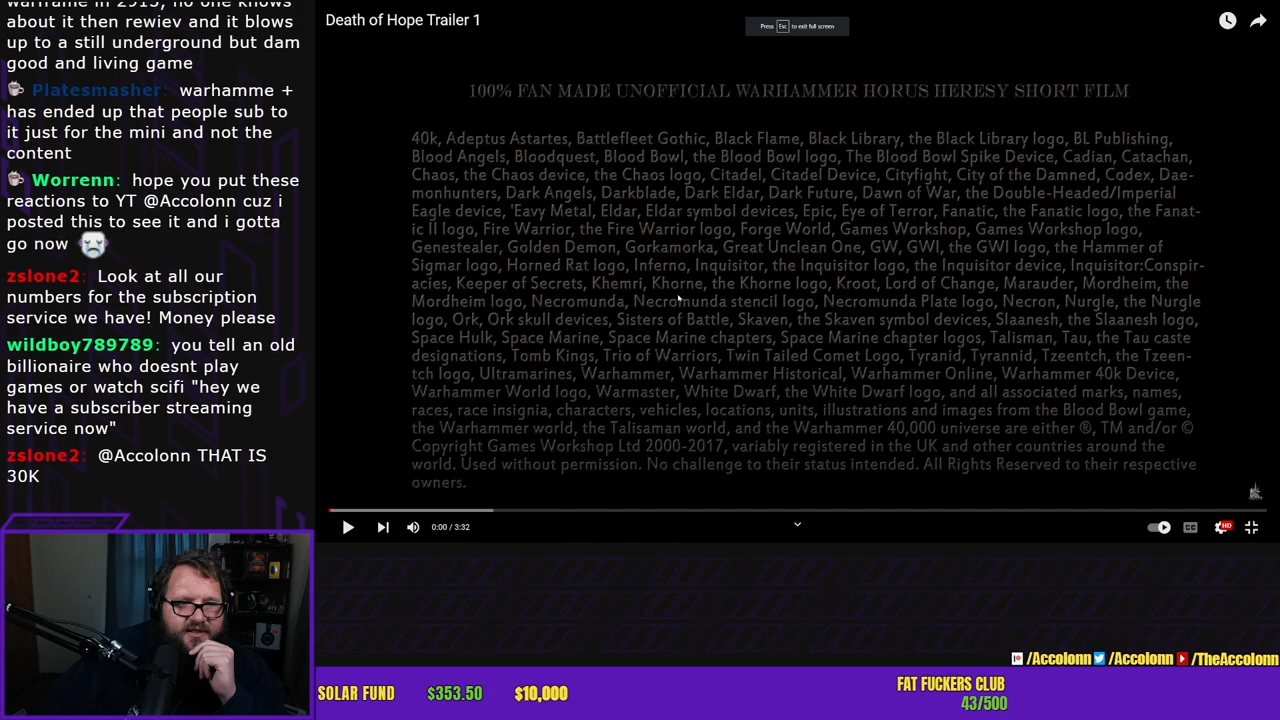 warframe in 2913, no one knows
about it then rewiev and it blows
up to a still underground but dam
good and living game
Platesmasher: warhamme +
has ended up that people sub to
it just for the mini and not the
content
Worrenn: hope you put these
reactions to YT @Accolonn cuz i
posted this to see it and i gotta
go now
zslone2: Look at all our
numbers for the subscription
service we have! Money please
wildboy789789: you tell an old
billionaire who doesnt play
games or watch scifi "hey we
have a subscriber streaming
service now"
zslone2: @Accolonn THAT IS
30K
Death of Hope Trailer 1
Press Esc to exit full screen
100% FAN MADE UNOFFICIAL WARHAMMER HORUS HERESY SHORT FILM
40k, Adeptus Astartes, Battlefleet Gothic, Black Flame, Black Library, the Black Library logo, BL Publishing,
Blood Angels, Bloodquest, Blood Bowl, the Blood Bowl logo, The Blood Bowl Spike Device, Cadian, Catachan,
Chaos, the Chaos device, the Chaos logo, Citadel, Citadel Device, Cityfight, City of the Damned, Codex, Dae-
monhunters, Dark Angels, Darkblade, Dark Eldar, Dark Future, Dawn of War, the Double-Headed/Imperial
Eagle device, 'Eavy Metal, Eldar, Eldar symbol devices, Epic, Eye of Terror, Fanatic, the Fanatic logo, the Fanat-
ic II logo, Fire Warrior, the Fire Warrior logo, Forge World, Games Workshop, Games Workshop logo,
Genestealer, Golden Demon, Gorkamorka, Great Unclean One, GW, GWI, the GWI logo, the Hammer of
Sigmar logo, Horned Rat logo, Inferno, Inquisitor, the Inquisitor logo, the Inquisitor device, Inquisitor:Conspir-
acies, Keeper of Secrets, Khemri, Khorne, the Khorne logo, Kroot, Lord of Change, Marauder, Mordheim, the
Mordheim logo, Necromunda, Necromunda stencil logo, Necromunda Plate logo, Necron, Nurgle, the Nurgle
logo, Ork, Ork skull devices, Sisters of Battle, Skaven, the Skaven symbol devices, Slaanesh, the Slaanesh logo,
Space Hulk, Space Marine, Space Marine chapters, Space Marine chapter logos, Talisman, Tau, the Tau caste
designations, Tomb Kings, Trio of Warriors, Twin Tailed Comet Logo, Tyranid, Tyrannid, Tzeentch, the Tzeen-
tch logo, Ultramarines, Warhammer, Warhammer Historical, Warhammer Online, Warhammer 40k Device,
Warhammer World logo, Warmaster, White Dwarf, the White Dwarf logo, and all associated marks, names,
races, race insignia, characters, vehicles, locations, units, illustrations and images from the Blood Bowl game,
the Warhammer world, the Talisaman world, and the Warhammer 40,000 universe are either ®, TM and/or ©
Copyright Games Workshop Ltd 2000-2017, variably registered in the UK and other countries around the
world. Used without permission. No challenge to their status intended. All Rights Reserved to their respective
owners.
0:00 / 3:32
CC
HD
/Accolonn /Accolonn /TheAccolonn
SOLAR FUND $353.50 $10,000
FAT FUCKERS CLUB
43/500